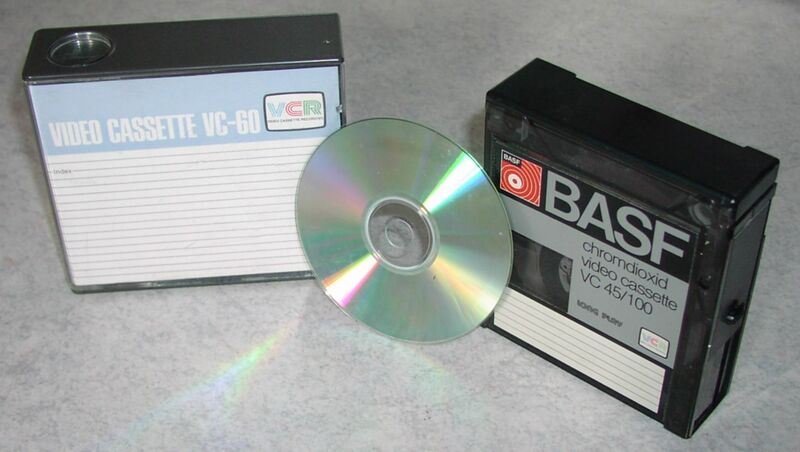 VIDEO CASSETTE VC-60
VCR
VIDEO CASSETTE RECORDING
Index
BASF
BASF
chromdioxid
video cassette
VC 45/100
LONG PLAY
VCR